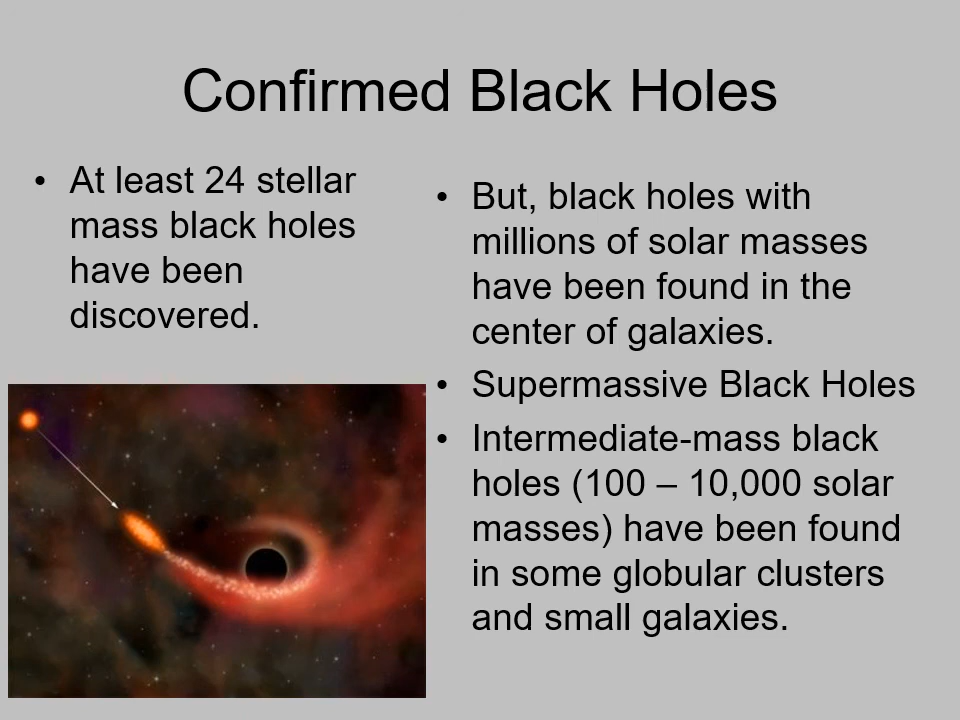 Confirmed Black Holes
• At least 24 stellar
mass black holes
have been
discovered.
• But, black holes with
millions of solar masses
have been found in the
center of galaxies.
• Supermassive Black Holes
• Intermediate-mass black
holes (100 – 10,000 solar
masses) have been found
in some globular clusters
and small galaxies.